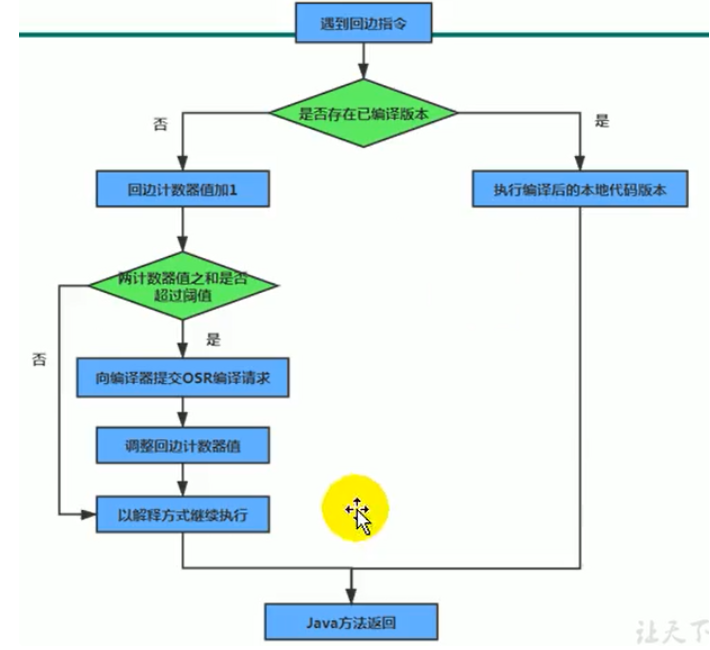 遇到回边指令
是否存在已编译版本
否
是
回边计数器值加1
执行编译后的本地代码版本
两计数器值之和是否
超过阈值
是
否
向编译器提交OSR编译请求
调整回边计数器值
以解释方式继续执行
Java方法返回
让天下